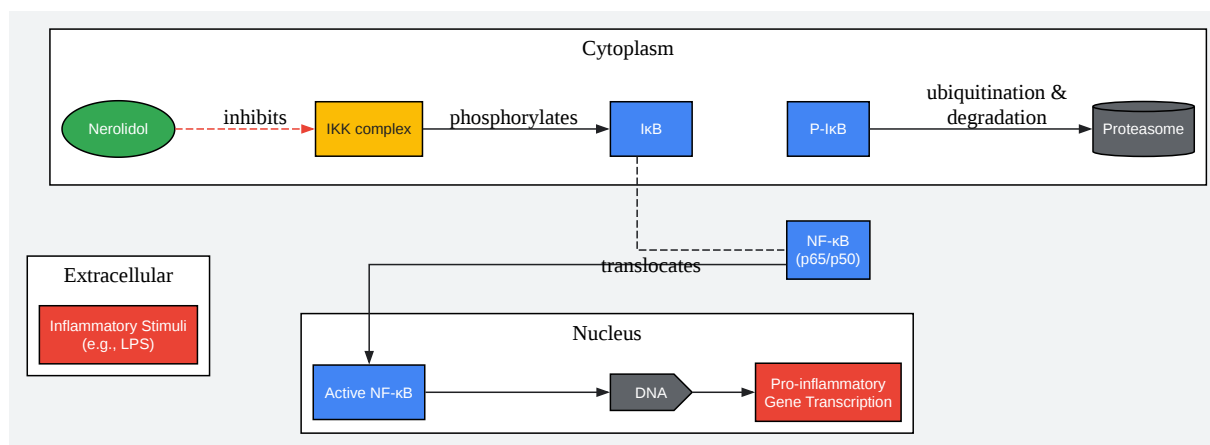 Cytoplasm
Nerolidol
inhibits
IKK complex
phosphorylates
IκB
P-IκB
ubiquitination &
degradation
Proteasome
NF-κB
(p65/p50)
translocates
Extracellular
Inflammatory Stimuli
(e.g., LPS)
Nucleus
Active NF-κB
DNA
Pro-inflammatory
Gene Transcription